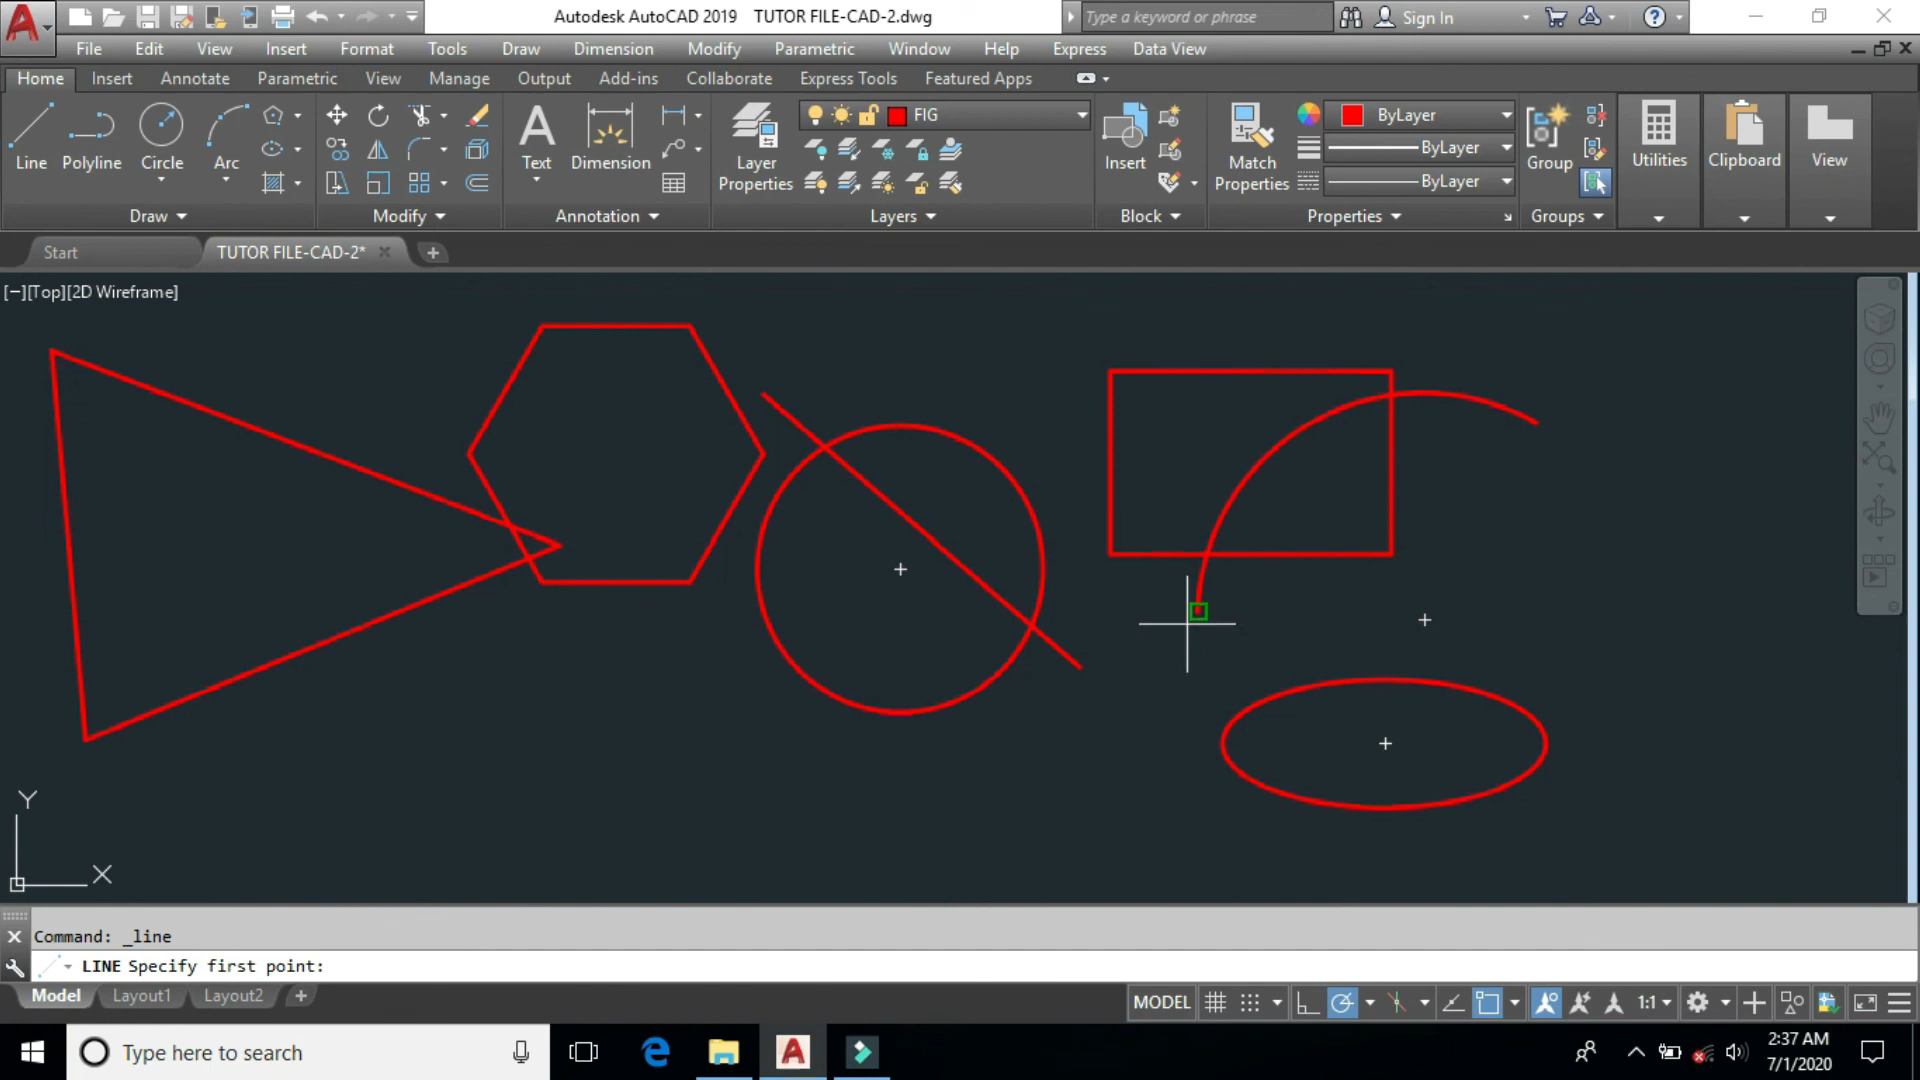 Autodesk AutoCAD 2019 TUTOR FILE-CAD-2.dwg
Type a keyword or phrase
Sign In
File Edit View Insert Format Tools Draw Dimension Modify Parametric Window Help Express Data View
Home Insert Annotate Parametric View Manage Output Add-ins Collaborate Express Tools Featured Apps
FIG
ByLayer
Line Polyline Circle Arc
Text Dimension
Layer Properties
Insert
Match Properties
ByLayer
Group
Utilities Clipboard View
ByLayer
Draw Modify Annotation Layers Block Properties Groups
Start TUTOR FILE-CAD-2*
[−][Top][2D Wireframe]
Y
X
Command: _line
LINE Specify first point:
Model Layout1 Layout2
MODEL
1:1
Type here to search
2:37 AM
7/1/2020